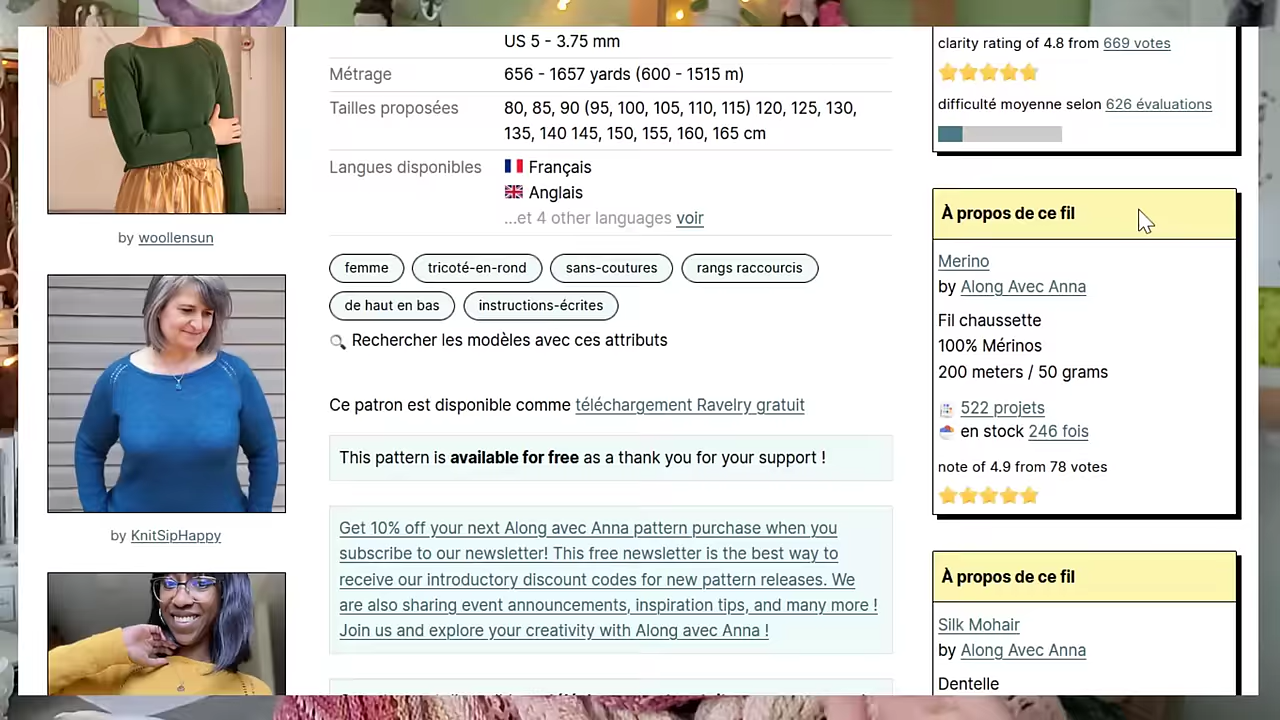 by woollensun
by KnitSipHappy
US 5 - 3.75 mm
Métrage 656 - 1657 yards (600 - 1515 m)
Tailles proposées 80, 85, 90 (95, 100, 105, 110, 115) 120, 125, 130,
135, 140 145, 150, 155, 160, 165 cm
Langues disponibles Français
Anglais
...et 4 other languages voir
femme tricoté-en-rond sans-coutures rangs raccourcis
de haut en bas instructions-écrites
Rechercher les modèles avec ces attributs
Ce patron est disponible comme téléchargement Ravelry gratuit
This pattern is available for free as a thank you for your support !
Get 10% off your next Along avec Anna pattern purchase when you
subscribe to our newsletter! This free newsletter is the best way to
receive our introductory discount codes for new pattern releases. We
are also sharing event announcements, inspiration tips, and many more !
Join us and explore your creativity with Along avec Anna !
clarity rating of 4.8 from 669 votes
difficulté moyenne selon 626 évaluations
À propos de ce fil
Merino
by Along Avec Anna
Fil chaussette
100% Mérinos
200 meters / 50 grams
522 projets
en stock 246 fois
note of 4.9 from 78 votes
À propos de ce fil
Silk Mohair
by Along Avec Anna
Dentelle